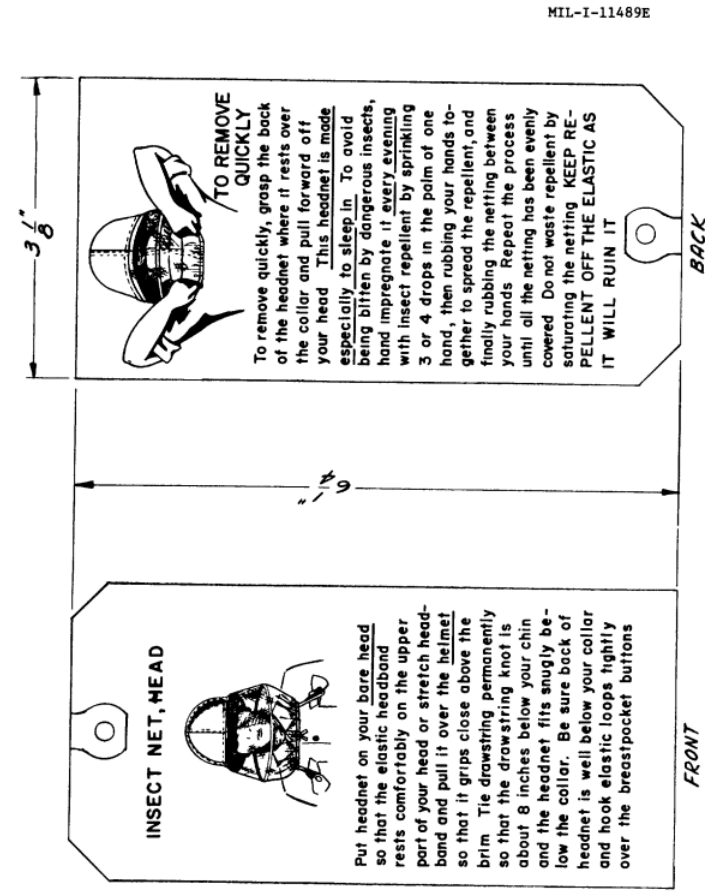 MIL-I-11489E
3 1/8"
TO REMOVE
QUICKLY
To remove quickly, grasp the back
of the headnet where it rests over
the collar and pull forward off
your head This headnet is made
especially to sleep in To avoid
being bitten by dangerous insects,
hand impregnate it every evening
with insect repellent by sprinkling
3 or 4 drops in the palm of one
hand, then rubbing your hands to-
gether to spread the repellent, and
finally rubbing the netting between
your hands Repeat the process
until all the netting has been evenly
covered Do not waste repellent by
saturating the netting KEEP RE-
PELLENT OFF THE ELASTIC AS
IT WILL RUIN IT
BACK
6 1/4"
INSECT NET, HEAD
Put headnet on your bare head
so that the elastic headband
rests comfortably on the upper
part of your head or stretch head-
band and pull it over the helmet
so that it grips close above the
brim Tie drawstring permanently
so that the drawstring knot is
about 8 inches below your chin
and the headnet fits snugly be-
low the collar. Be sure back of
headnet is well below your collar
and hook elastic loops tightly
over the breastpocket buttons
FRONT